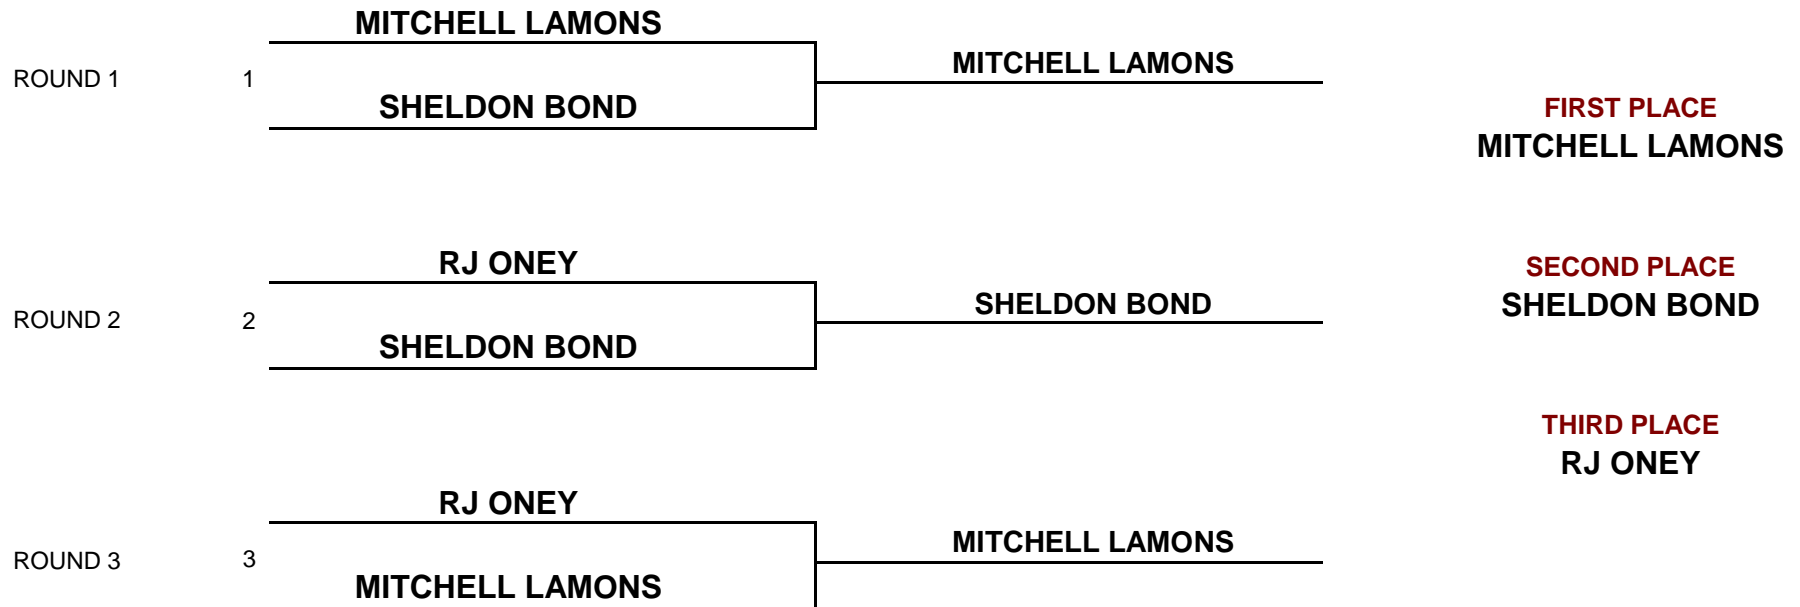 MITCHELL LAMONS
ROUND 1
1
MITCHELL LAMONS
SHELDON BOND
FIRST PLACE
MITCHELL LAMONS
RJ ONEY
ROUND 2
2
SHELDON BOND
SHELDON BOND
SECOND PLACE
SHELDON BOND
THIRD PLACE
RJ ONEY
RJ ONEY
ROUND 3
3
MITCHELL LAMONS
MITCHELL LAMONS